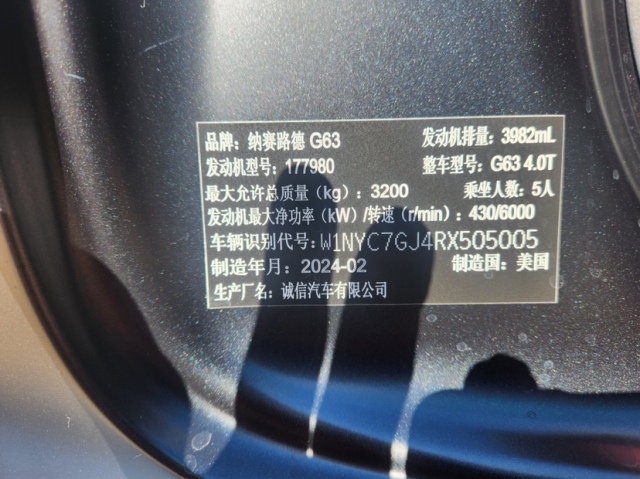 品牌：纳赛路德 G63 发动机排量：3982mL
发动机型号：177980 整车型号：G63 4.0T
最大允许总质量（kg）：3200 乘坐人数：5人
发动机最大净功率（kW）/转速（r/min）：430/6000
车辆识别代号：W1NYC7GJ4RX505005
制造年月：2024-02 制造国：美国
生产厂名：诚信汽车有限公司